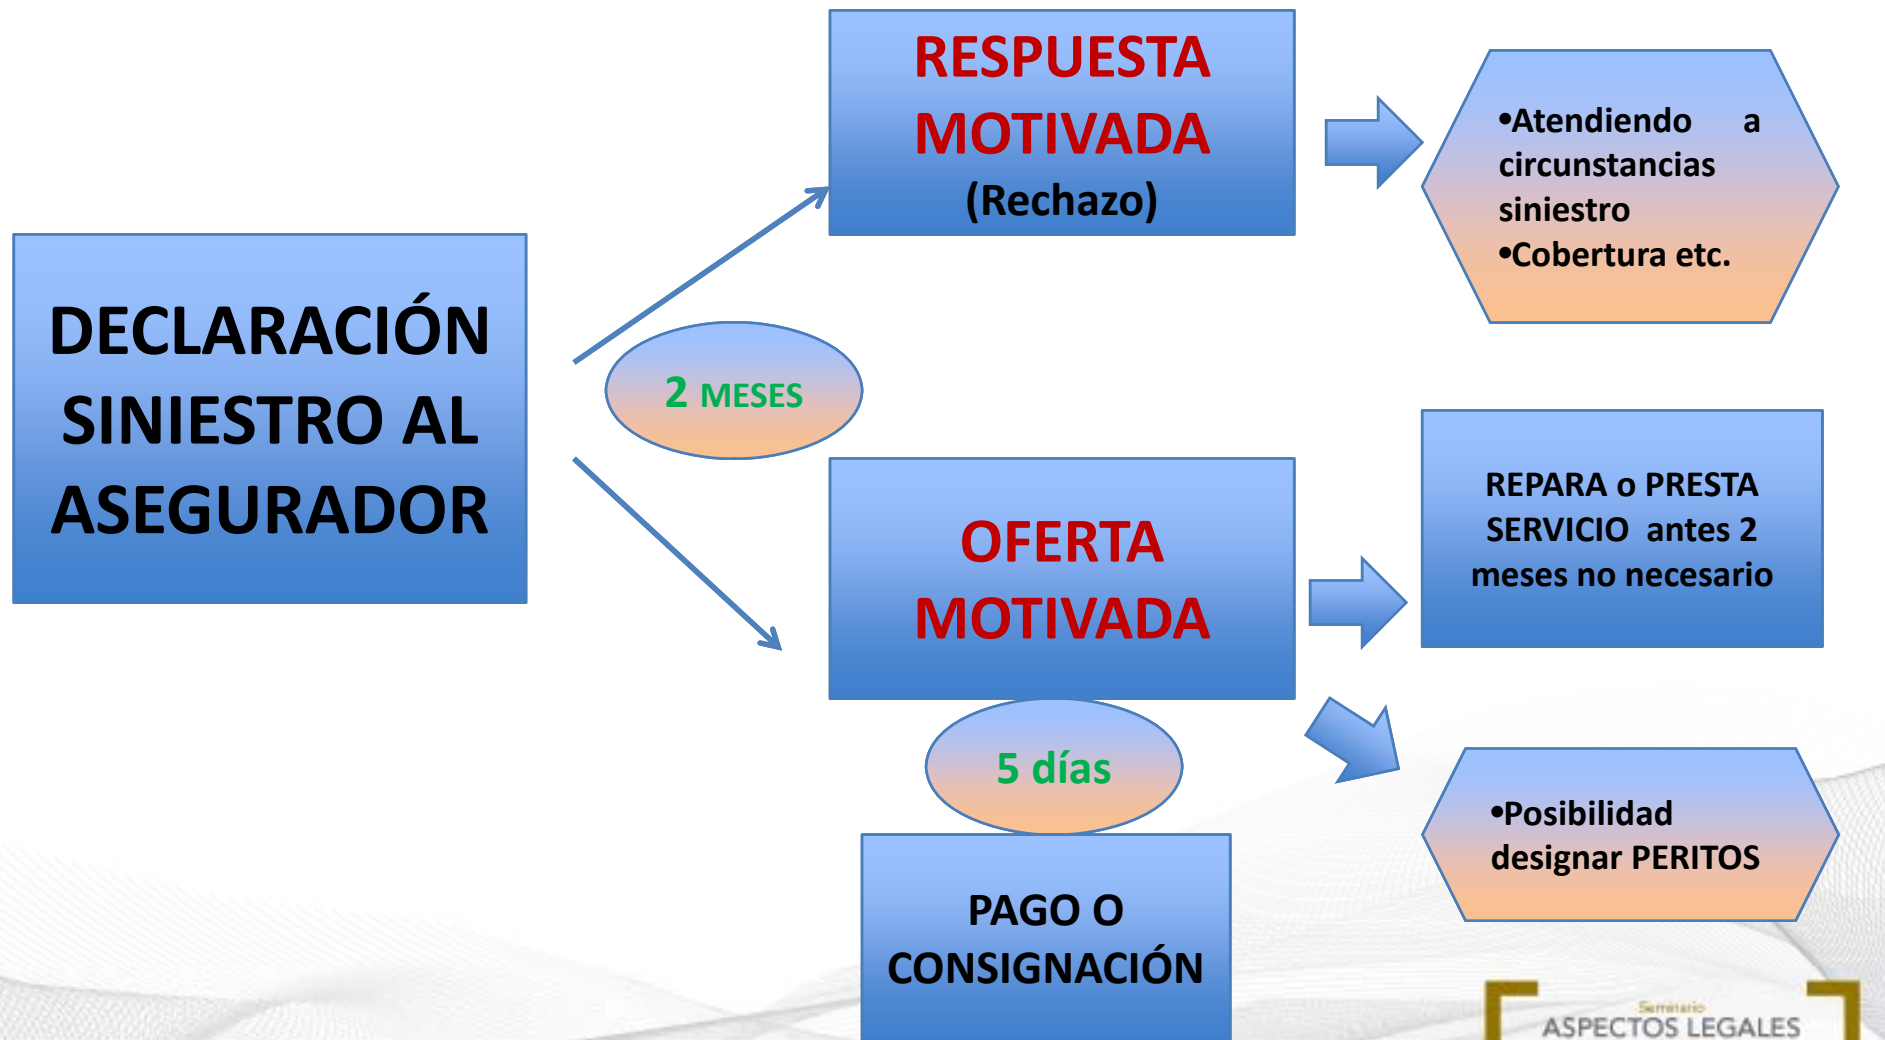 DECLARACIÓN
SINIESTRO AL
ASEGURADOR
2 MESES
RESPUESTA
MOTIVADA
(Rechazo)
•Atendiendo a
circunstancias
siniestro
•Cobertura etc.
OFERTA
MOTIVADA
REPARA o PRESTA
SERVICIO antes 2
meses no necesario
5 días
PAGO O
CONSIGNACIÓN
•Posibilidad
designar PERITOS
Seminario
ASPECTOS LEGALES